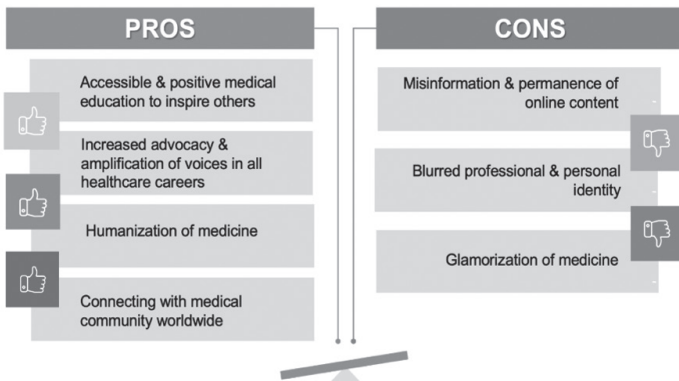 PROS
Accessible & positive medical
education to inspire others
Increased advocacy &
amplification of voices in all
healthcare careers
Humanization of medicine
Connecting with medical
community worldwide
CONS
Misinformation & permanence of
online content
Blurred professional & personal
identity
Glamorization of medicine